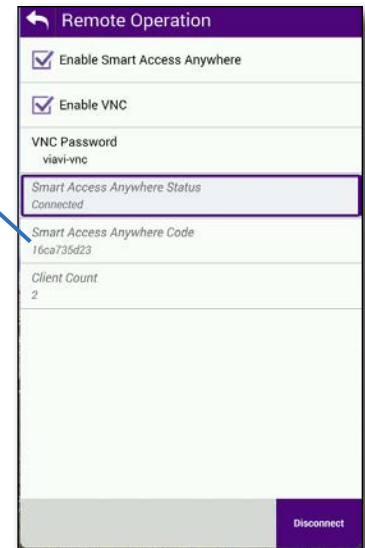 Remote Operation
Enable Smart Access Anywhere
Enable VNC
VNC Password
viavi-vnc
Smart Access Anywhere Status
Connected
Smart Access Anywhere Code
16ca735d23
Client Count
2
Disconnect